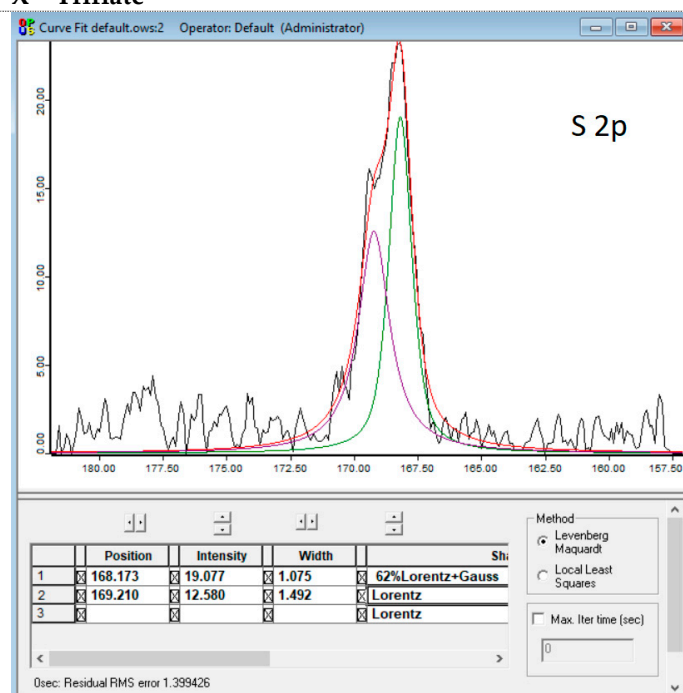 X = Triflate
Curve Fit default.ows:2 Operator: Default (Administrator)
S 2p
20.00
15.00
10.00
5.00
0.00
180.00 177.50 175.00 172.50 170.00 167.50 165.00 162.50 160.00 157.50
Position Intensity Width Sha
1 168.173 19.077 1.075 62%Lorentz+Gauss
2 169.210 12.580 1.492 Lorentz
3 Lorentz
Method
Levenberg
Maquardt
Local Least
Squares
Max. Iter time (sec)
0
0sec: Residual RMS error 1.399426